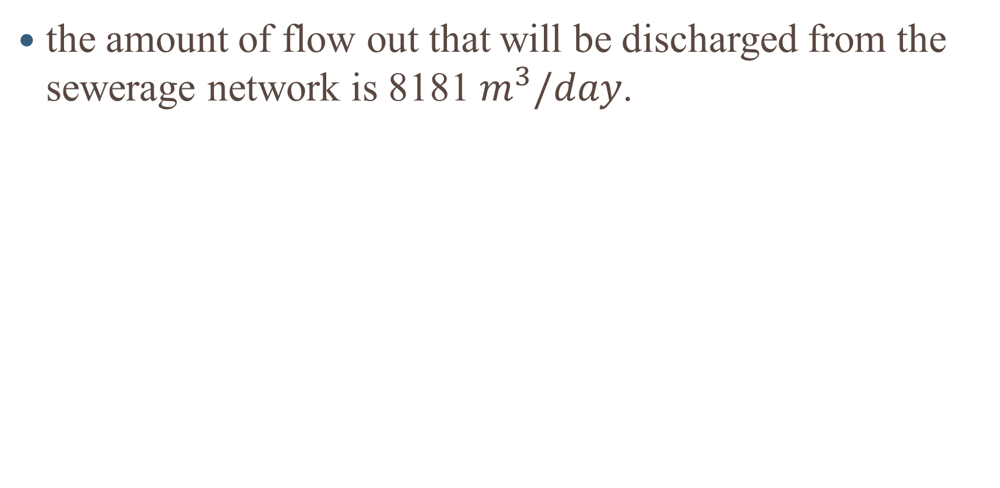 • the amount of flow out that will be discharged from the
sewerage network is 8181 m³/day.